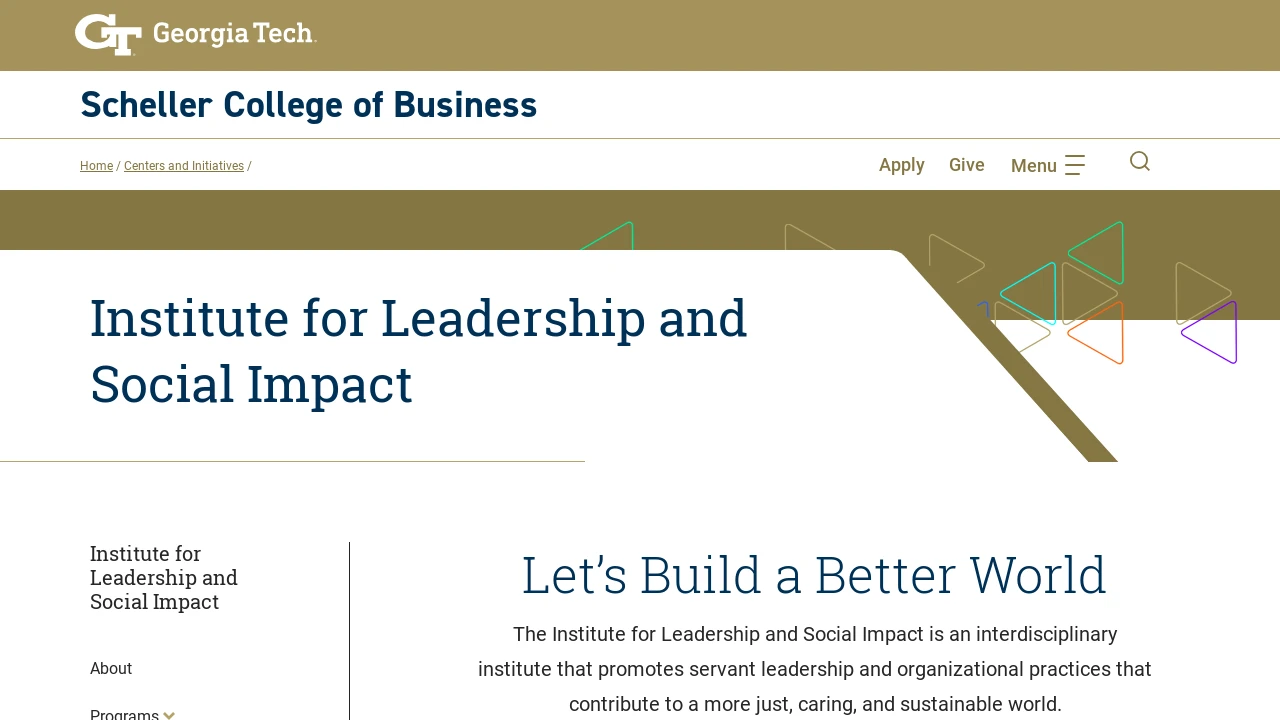 GT Georgia Tech
Scheller College of Business
Home / Centers and Initiatives /
Apply
Give
Menu
Institute for Leadership and
Social Impact
Institute for
Leadership and
Social Impact
About
Programs
Let’s Build a Better World
The Institute for Leadership and Social Impact is an interdisciplinary
institute that promotes servant leadership and organizational practices that
contribute to a more just, caring, and sustainable world.